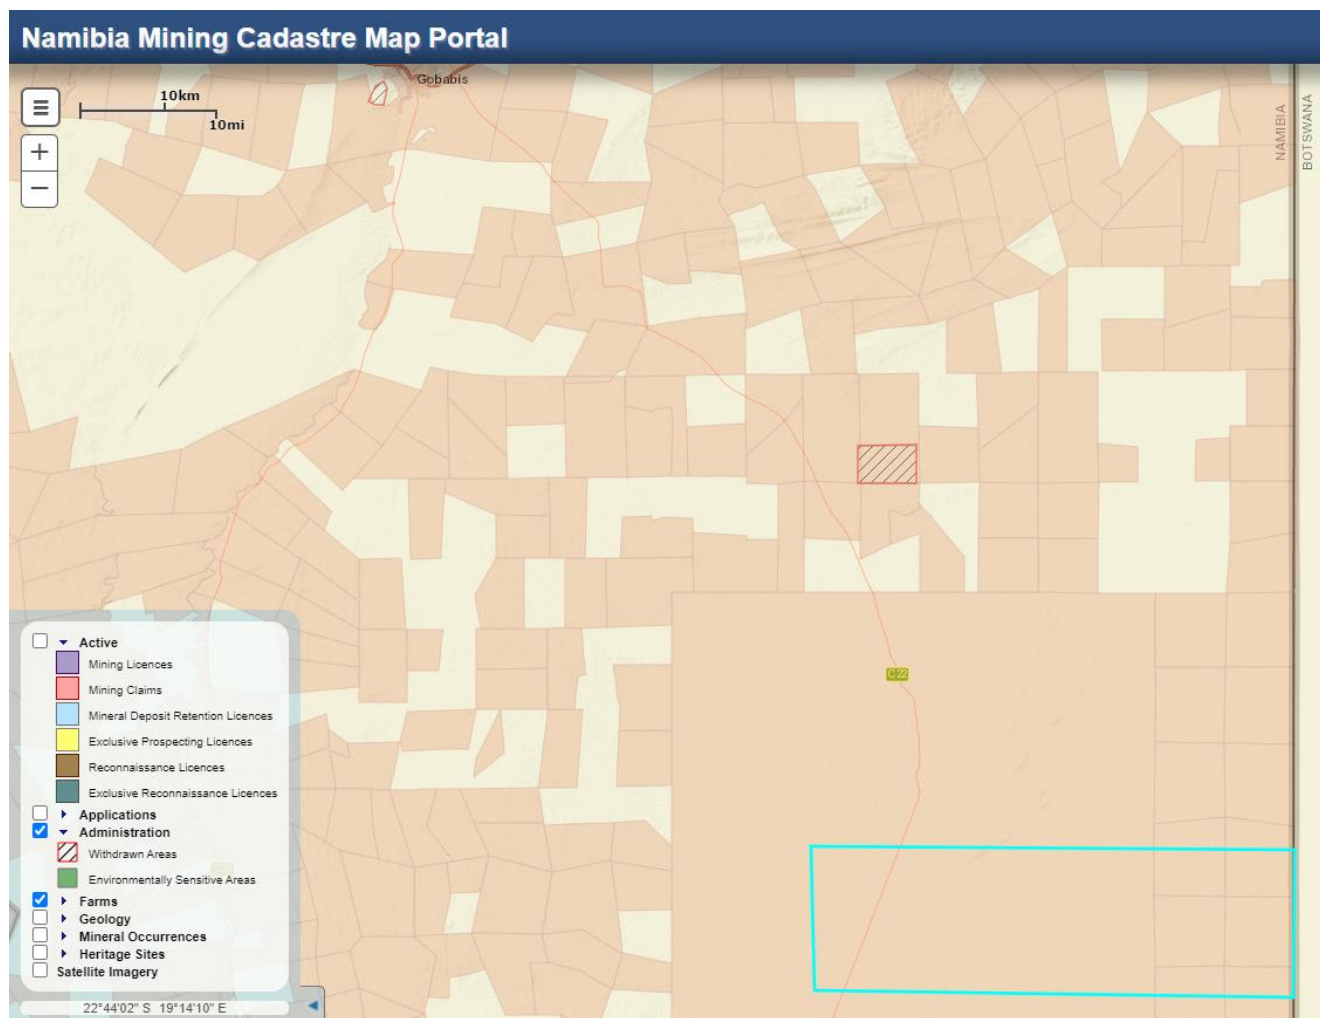 Namibia Mining Cadastre Map Portal
Gobabis
10km
10mi
+
−
NAMIBIA
BOTSWANA
C22
Active
Mining Licences
Mining Claims
Mineral Deposit Retention Licences
Exclusive Prospecting Licences
Reconnaissance Licences
Exclusive Reconnaissance Licences
Applications
Administration
Withdrawn Areas
Environmentally Sensitive Areas
Farms
Geology
Mineral Occurrences
Heritage Sites
Satellite Imagery
22°44'02" S 19°14'10" E